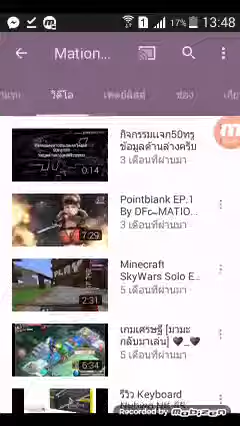 17% 13:48
Mation...
วิดีโอ เพลย์ลิสต์ ช่อง
กิจกรรมแจก50ทรู
ข้อมูลด้านล่างครับ
3 เดือนที่ผ่านมา
0:14
Pointblank EP.1
By DFc~MATIO...
3 เดือนที่ผ่านมา
7:29
Minecraft
SkyWars Solo E...
5 เดือนที่ผ่านมา
2:31
เกมเศรษฐี [มามะ
กลับมาเล่น] 🖤_🖤
5 เดือนที่ผ่านมา
6:34
รีวิว Keyboard
Recorded by Mobizen